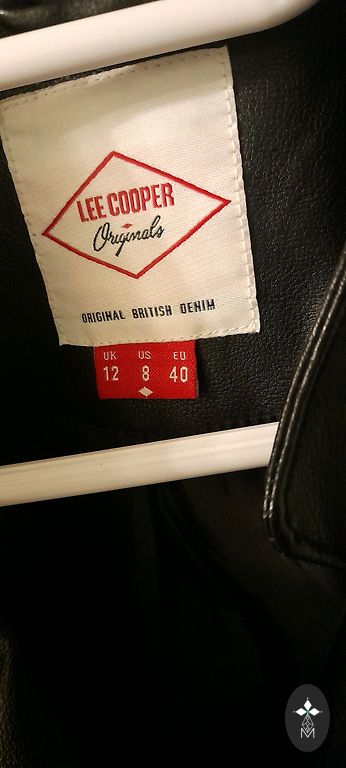 LEE COOPER
Originals
ORIGINAL BRITISH DENIM
UK US EU
12 8 40
M